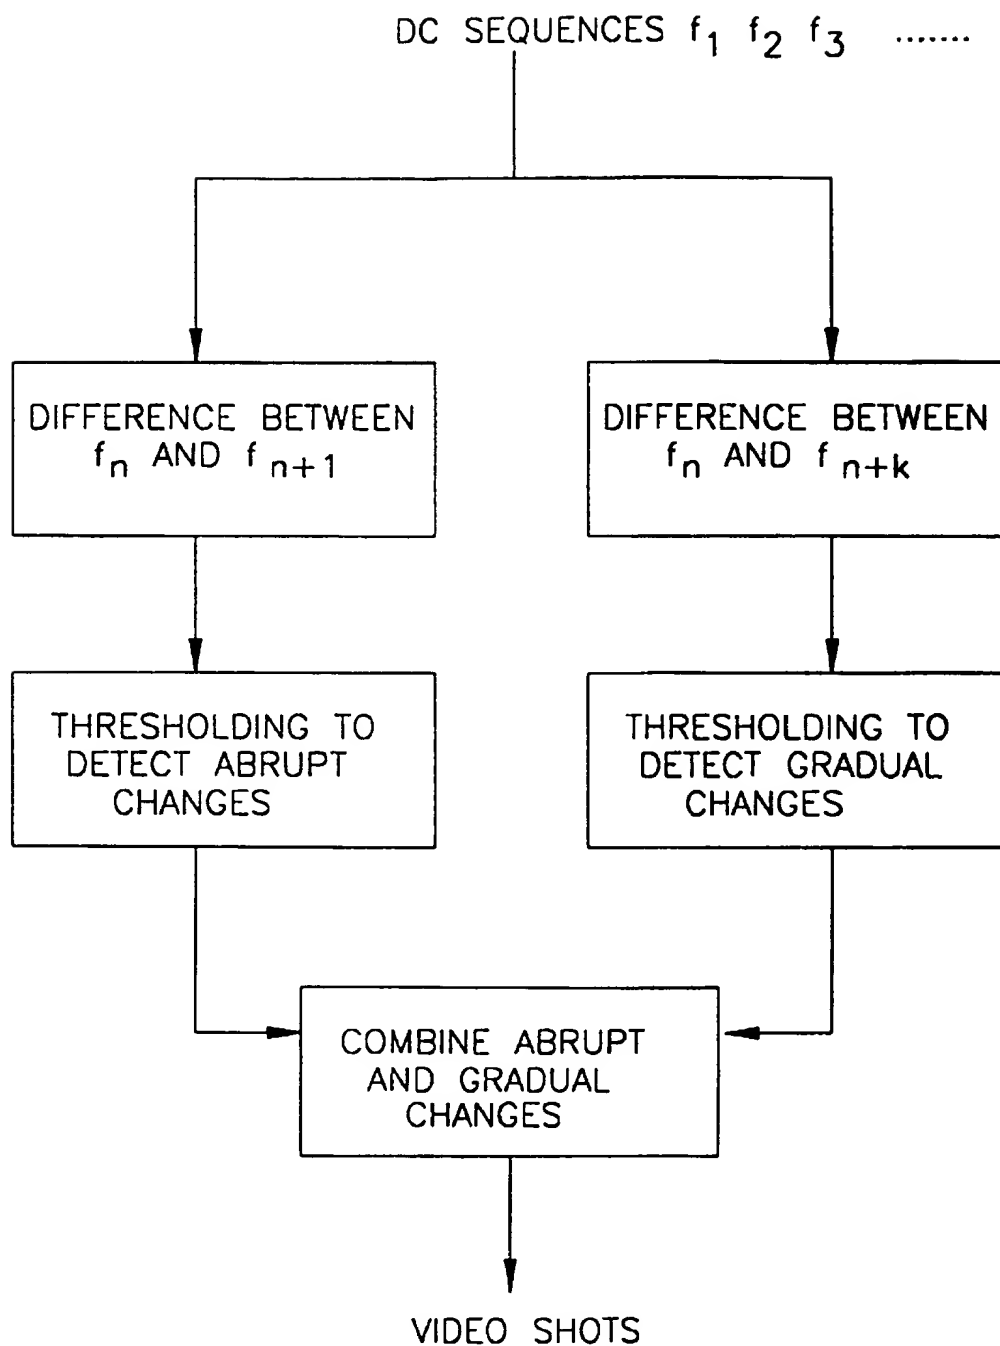 DC SEQUENCES f1 f2 f3 .......
DIFFERENCE BETWEEN
fn AND fn+1
DIFFERENCE BETWEEN
fn AND fn+k
THRESHOLDING TO
DETECT ABRUPT
CHANGES
THRESHOLDING TO
DETECT GRADUAL
CHANGES
COMBINE ABRUPT
AND GRADUAL
CHANGES
VIDEO SHOTS